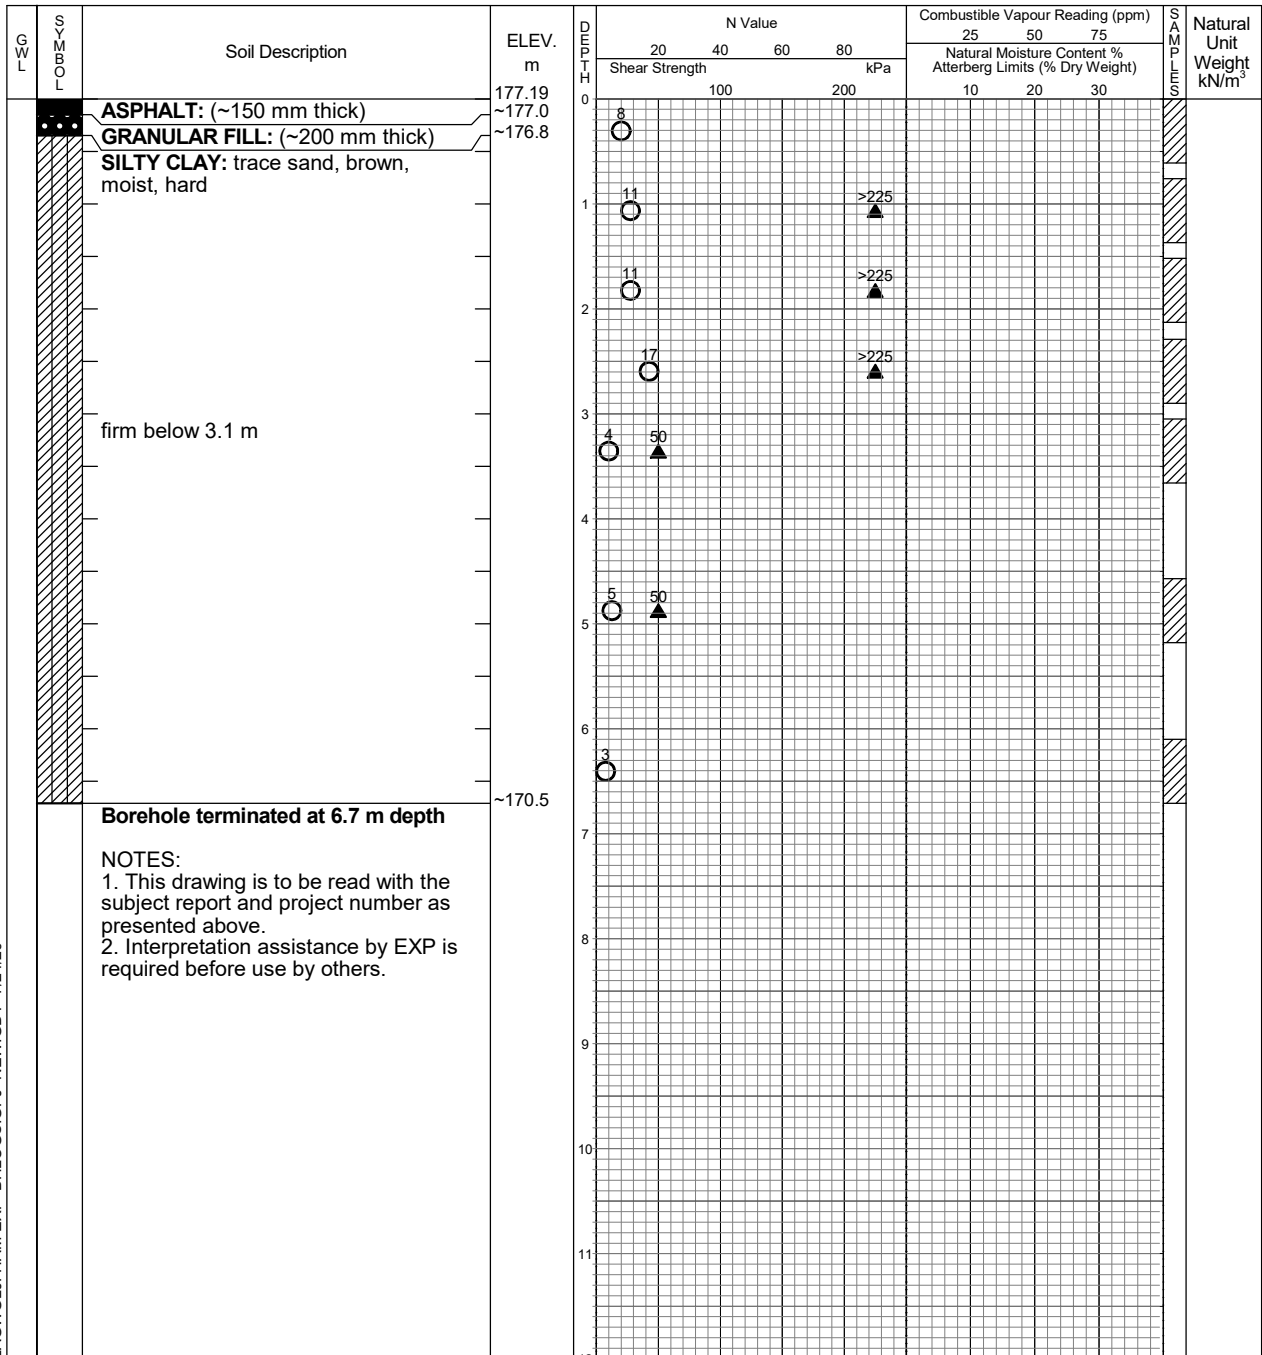 GWL
SYMBOL
Soil Description
ELEV.
m
DEPTH
N Value
20 40 60 80
Shear Strength kPa
100 200
Combustible Vapour Reading (ppm)
25 50 75
Natural Moisture Content %
Atterberg Limits (% Dry Weight)
10 20 30
SAMPLES
Natural
Unit
Weight
kN/m³
177.19
0
ASPHALT: (~150 mm thick)
~177.0
GRANULAR FILL: (~200 mm thick)
~176.8
SILTY CLAY: trace sand, brown,
moist, hard
8
1
11 >225
11 >225
2
17 >225
3
firm below 3.1 m
4 50
4
5 50
5
6
3
~170.5
Borehole terminated at 6.7 m depth
7
NOTES:
1. This drawing is to be read with the
subject report and project number as
presented above.
2. Interpretation assistance by EXP is
required before use by others.
8
9
10
11